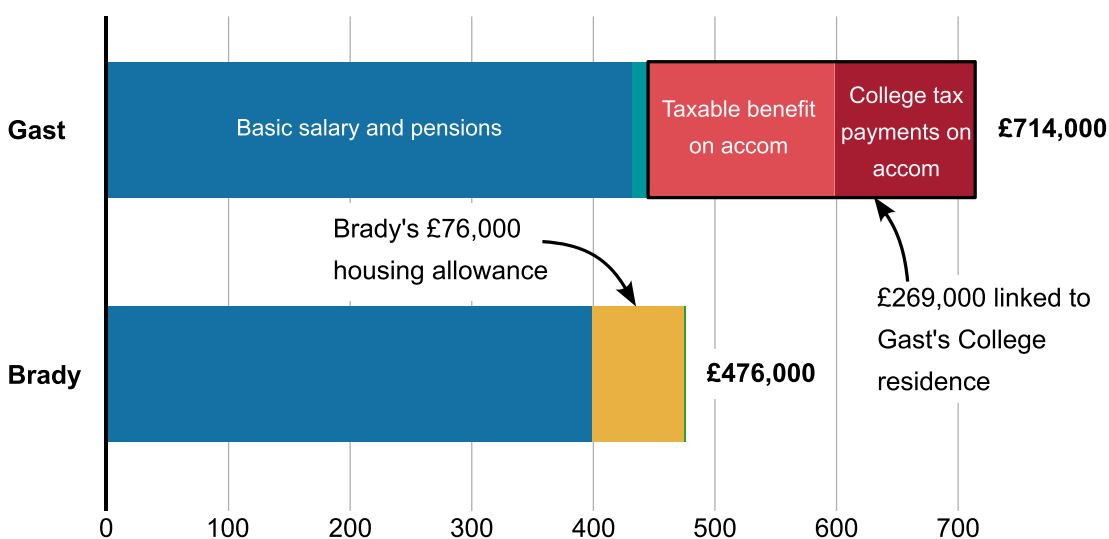 Gast
Basic salary and pensions
Taxable benefit
on accom
College tax
payments on
accom
£714,000
Brady's £76,000
housing allowance
£269,000 linked to
Gast's College
residence
Brady
£476,000
0 100 200 300 400 500 600 700